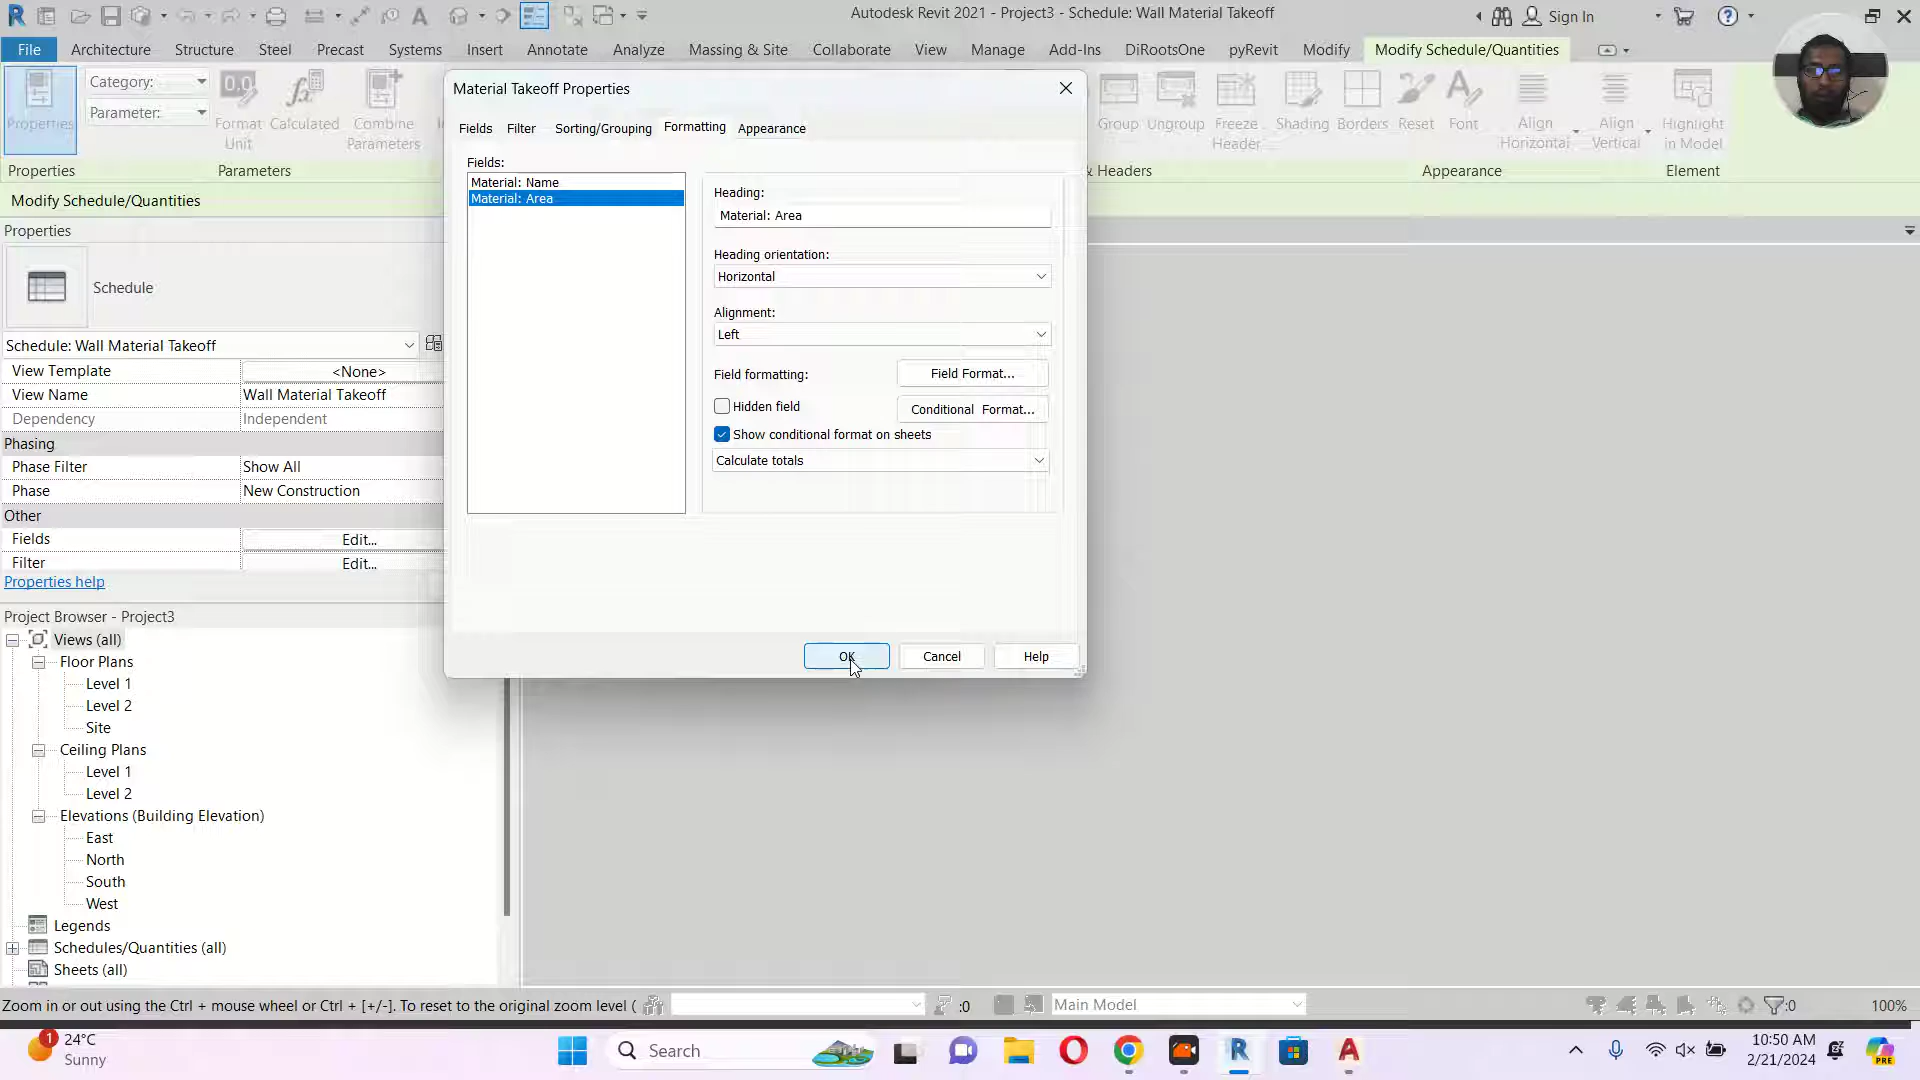 Autodesk Revit 2021 - Project3 - Schedule: Wall Material Takeoff
Sign In
File
Architecture
Structure
Steel
Precast
Systems
Insert
Annotate
Analyze
Massing & Site
Collaborate
View
Manage
Add-Ins
DiRootsOne
pyRevit
Modify
Modify Schedule/Quantities
Properties
Category:
Parameter:
Format
Unit
Calculated
Combine
Parameters
Group
Ungroup
Freeze
Header
Shading
Borders
Reset
Font
Align
Horizontal
Align
Vertical
Highlight
in Model
Properties
Parameters
& Headers
Appearance
Element
Modify Schedule/Quantities
Properties
Schedule
Schedule: Wall Material Takeoff
View Template
<None>
View Name
Wall Material Takeoff
Dependency
Independent
Phasing
Phase Filter
Show All
Phase
New Construction
Other
Fields
Edit...
Filter
Edit...
Properties help
Project Browser - Project3
Views (all)
Floor Plans
Level 1
Level 2
Site
Ceiling Plans
Level 1
Level 2
Elevations (Building Elevation)
East
North
South
West
Legends
Schedules/Quantities (all)
Sheets (all)
Material Takeoff Properties
Fields
Filter
Sorting/Grouping
Formatting
Appearance
Fields:
Material: Name
Material: Area
Heading:
Material: Area
Heading orientation:
Horizontal
Alignment:
Left
Field formatting:
Field Format...
Hidden field
Conditional Format...
Show conditional format on sheets
Calculate totals
OK
Cancel
Help
Zoom in or out using the Ctrl + mouse wheel or Ctrl + [+/-]. To reset to the original zoom level (
:0
Main Model
:0
100%
1
24°C
Sunny
Search
10:50 AM
2/21/2024
PRE